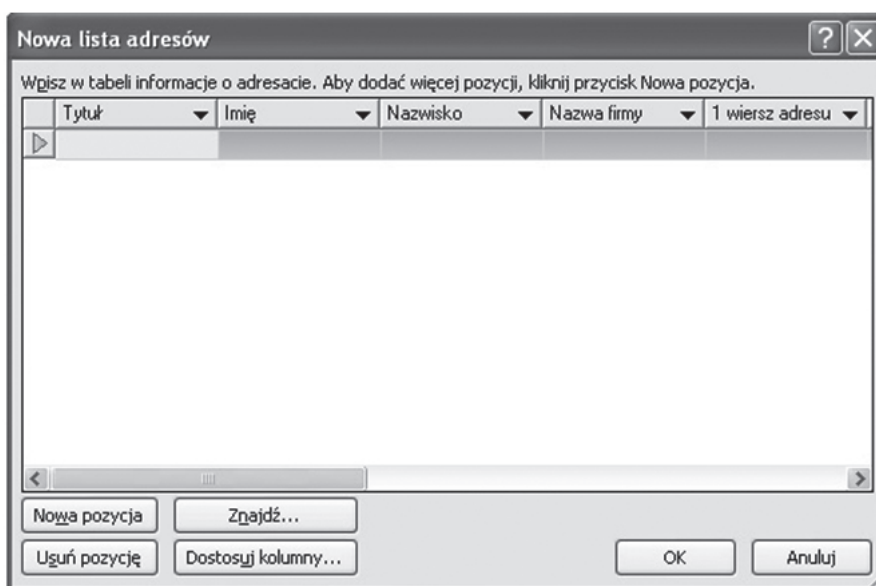 Nowa lista adresów
Wpisz w tabeli informacje o adresacie. Aby dodać więcej pozycji, kliknij przycisk Nowa pozycja.
Tytuł Imię Nazwisko Nazwa firmy 1 wiersz adresu
Nowa pozycja Znajdź...
Usuń pozycję Dostosuj kolumny... OK Anuluj